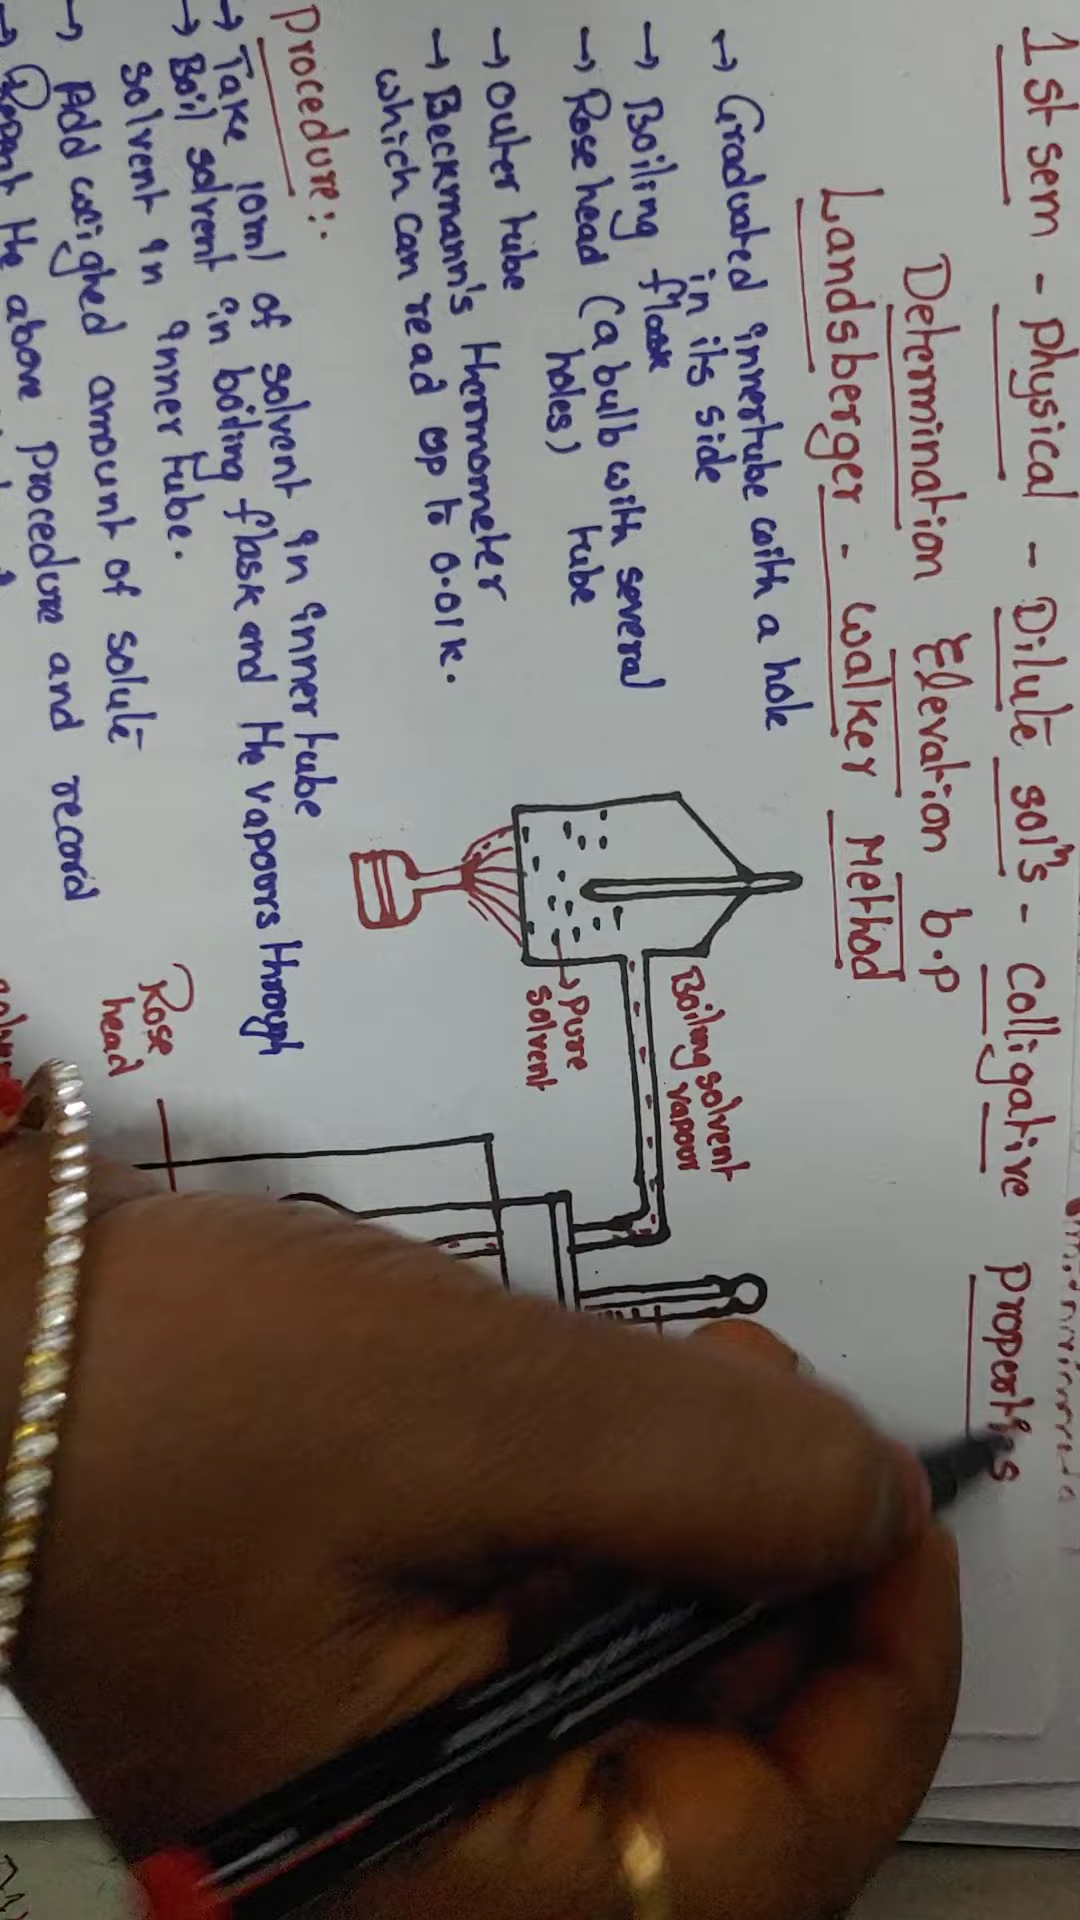 1st sem - physical - Dilute sol's - Colligative Properties
Determination Elevation b.p
Landsberger - walker Method
→ Graduated innertube with a hole
in its side
→ Boiling flask
→ Rose head (a bulb with several
holes) tube
→ outer tube
→ Beckmann's thermometer
which can read up to 0.01k.
Procedure:-
→ Take 10ml of solvent in inner tube
→ Boil solvent in boiling flask and the vapours through
solvent in inner tube.
→ Add weighed amount of solute
→ Repeat the above procedure and record
Boiling solvent
vapour
→ Pure
solvent
Rose
head